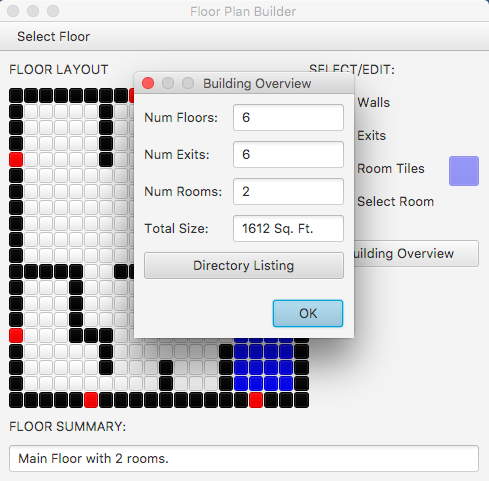 Floor Plan Builder
Select Floor
FLOOR LAYOUT
SELECT/EDIT:
Building Overview
Num Floors: 6
Walls
Num Exits: 6
Exits
Room Tiles
Num Rooms: 2
Select Room
Total Size: 1612 Sq. Ft.
uilding Overview
Directory Listing
OK
FLOOR SUMMARY:
Main Floor with 2 rooms.